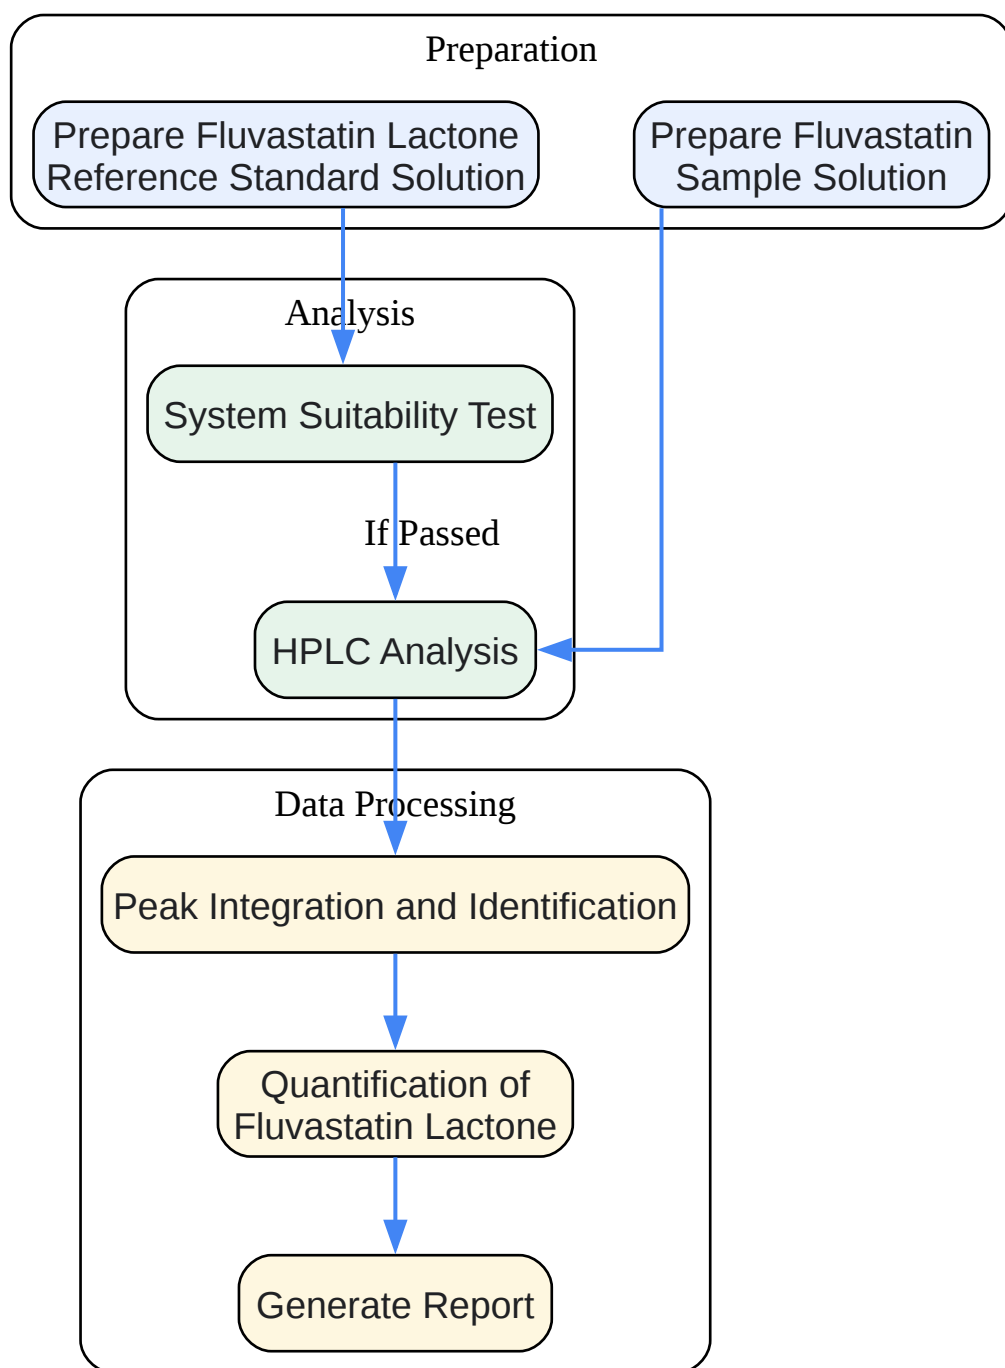 Preparation
Prepare Fluvastatin Lactone
Reference Standard Solution
Prepare Fluvastatin
Sample Solution
Analysis
System Suitability Test
If Passed
HPLC Analysis
Data Processing
Peak Integration and Identification
Quantification of
Fluvastatin Lactone
Generate Report